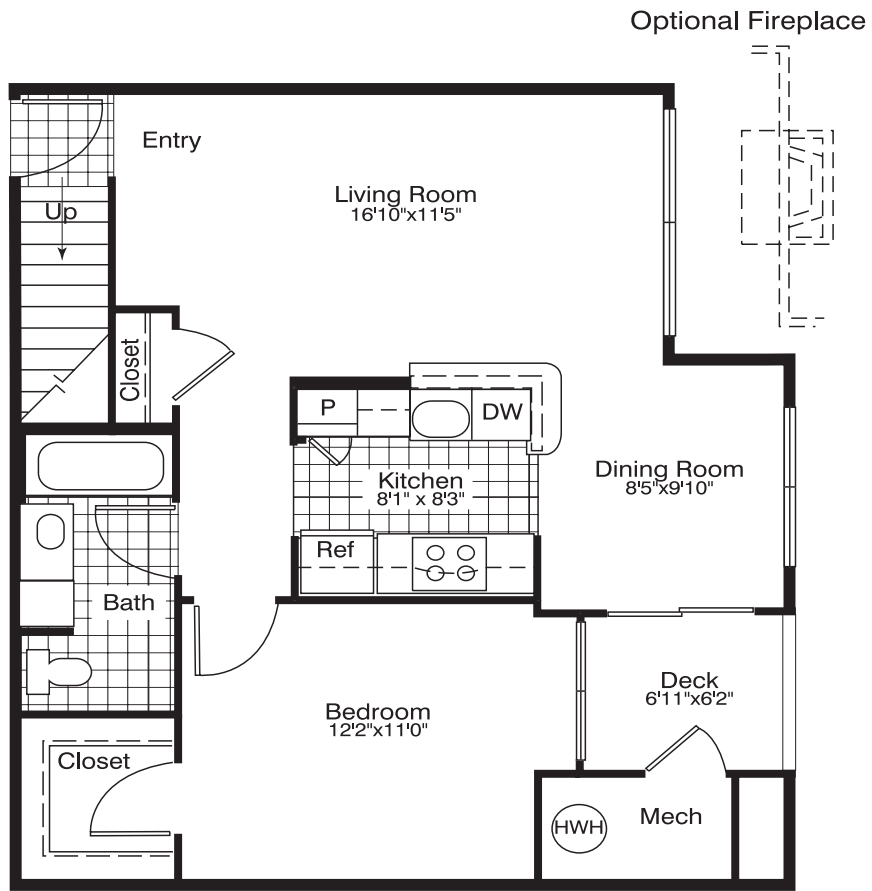 Optional Fireplace
Entry
Living Room
16'10"x11'5"
Up
Closet
P
DW
Kitchen
8'1" x 8'3"
Dining Room
8'5"x9'10"
Ref
Bath
Deck
6'11"x6'2"
Bedroom
12'2"x11'0"
Closet
Mech
HWH